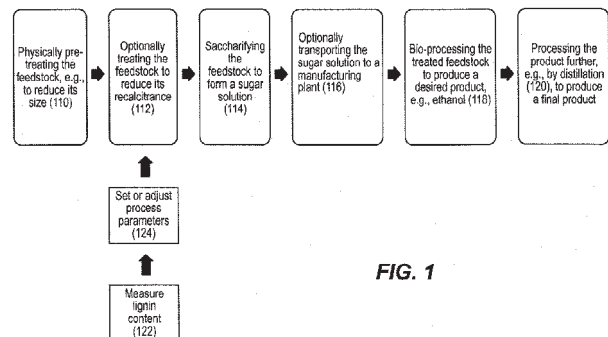 Physically pre-
treating the
feedstock, e.g.,
to reduce its
size (110)
Optionally
treating the
feedstock to
reduce its
recalcitrance
(112)
Saccharifying
the
feedstock to
form a sugar
solution
(114)
Optionally
transporting the
sugar solution to a
manufacturing
plant (116)
Bio-processing the
treated feedstock
to produce a
desired product,
e.g., ethanol (118)
Processing the
product further,
e.g., by distillation
(120), to produce
a final product
Set or adjust
process
parameters
(124)
Measure
lignin
content
(122)
FIG. 1